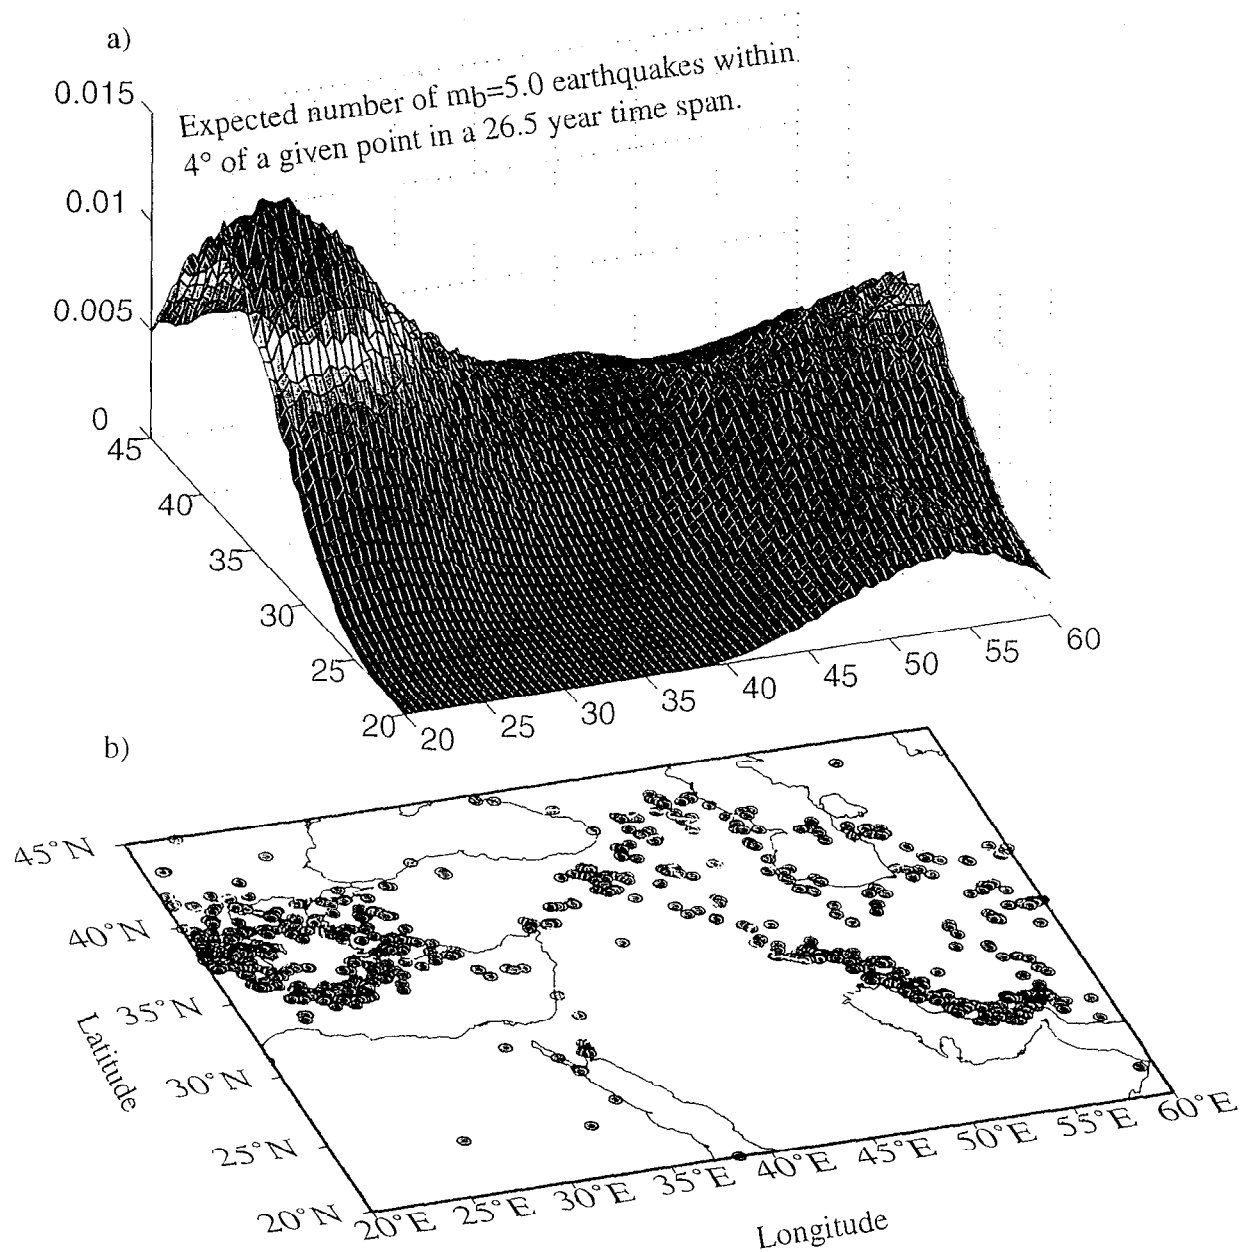 a)
0.015
Expected number of mb=5.0 earthquakes within
4° of a given point in a 26.5 year time span.
0.01
0.005
0
45
40
35
30
25
20
20
25
30
35
40
45
50
55
60
b)
45°N
40°N
35°N
30°N
25°N
20°N
Latitude
20°E
25°E
30°E
35°E
40°E
45°E
50°E
55°E
60°E
Longitude